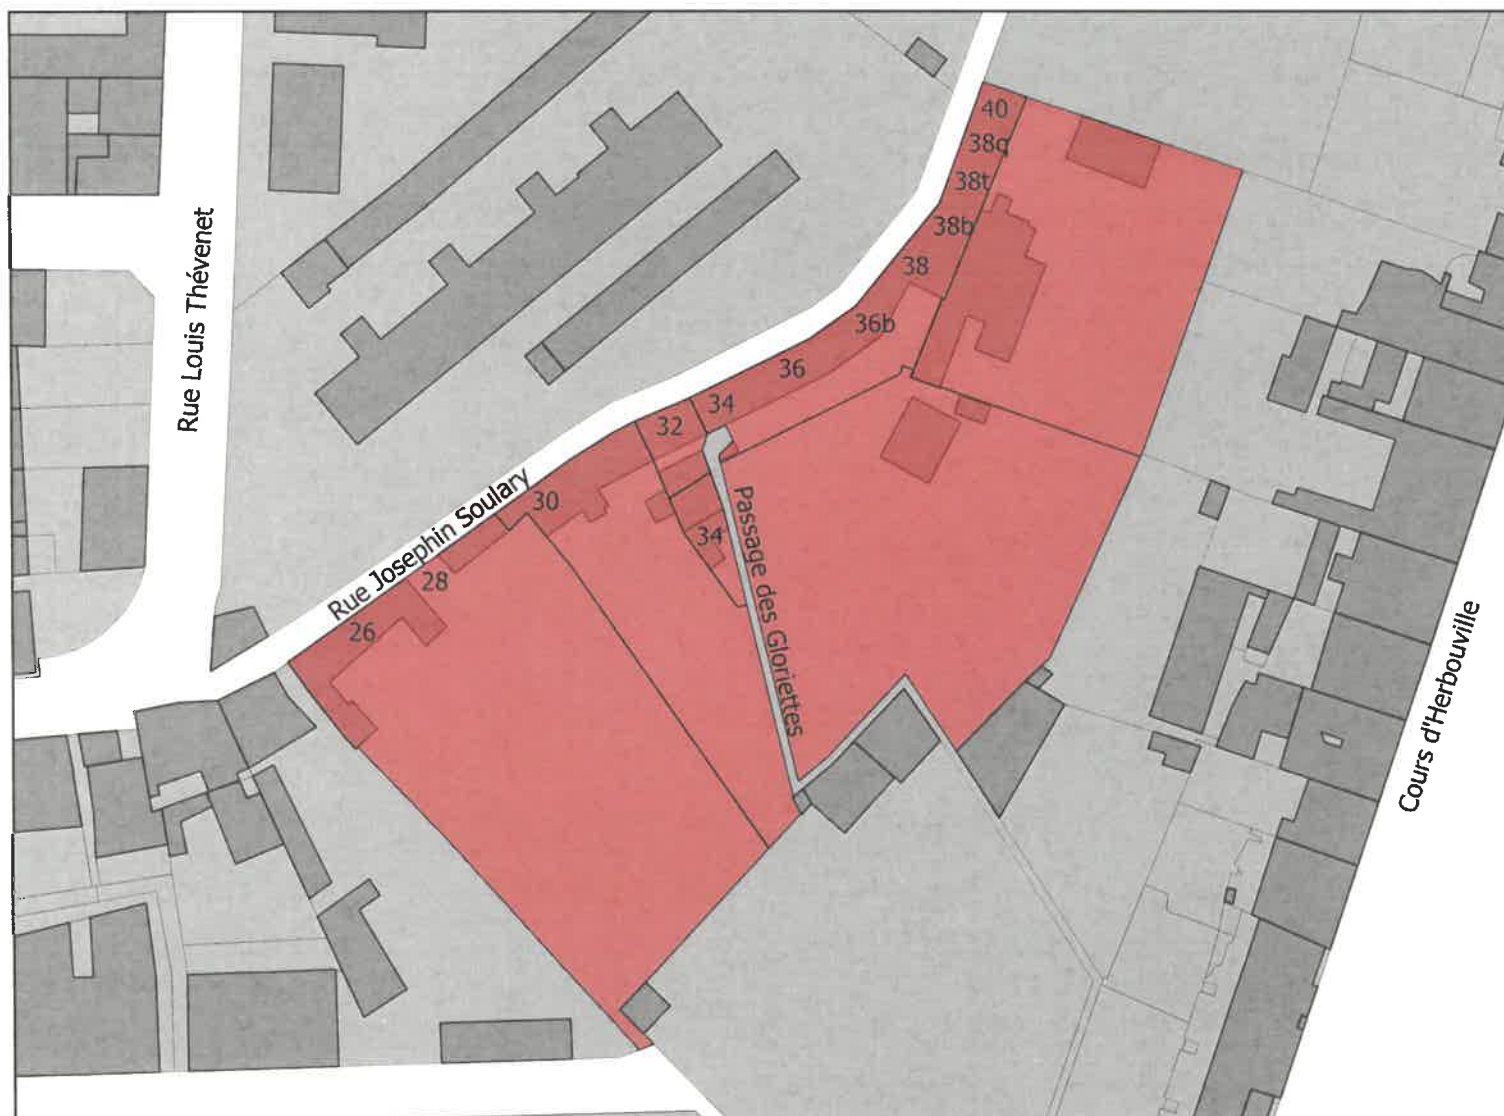 40
38q
38t
38b
38
36b
36
34
32
30
34
28
26
Rue Louis Thévenet
Rue Josephin Soulary
Passage des Gloriettes
Cours d'Herbouville